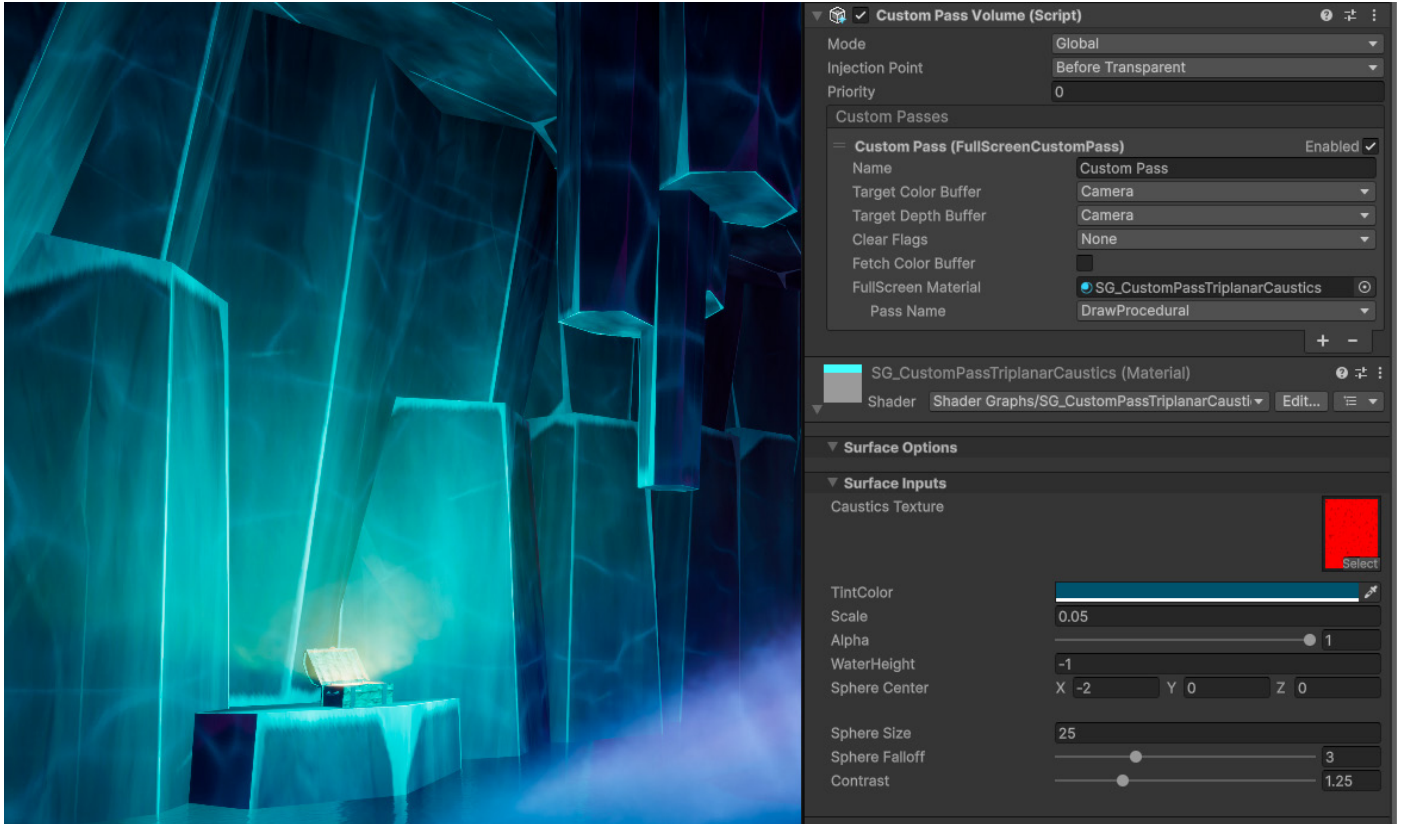 Custom Pass Volume (Script)
Mode Global
Injection Point Before Transparent
Priority 0
Custom Passes
Custom Pass (FullScreenCustomPass) Enabled
Name Custom Pass
Target Color Buffer Camera
Target Depth Buffer Camera
Clear Flags None
Fetch Color Buffer
FullScreen Material SG_CustomPassTriplanarCaustics
Pass Name DrawProcedural
SG_CustomPassTriplanarCaustics (Material)
Shader Shader Graphs/SG_CustomPassTriplanarCausti Edit...
Surface Options
Surface Inputs
Caustics Texture
Select
TintColor
Scale 0.05
Alpha 1
WaterHeight -1
Sphere Center X -2 Y 0 Z 0
Sphere Size 25
Sphere Falloff 3
Contrast 1.25